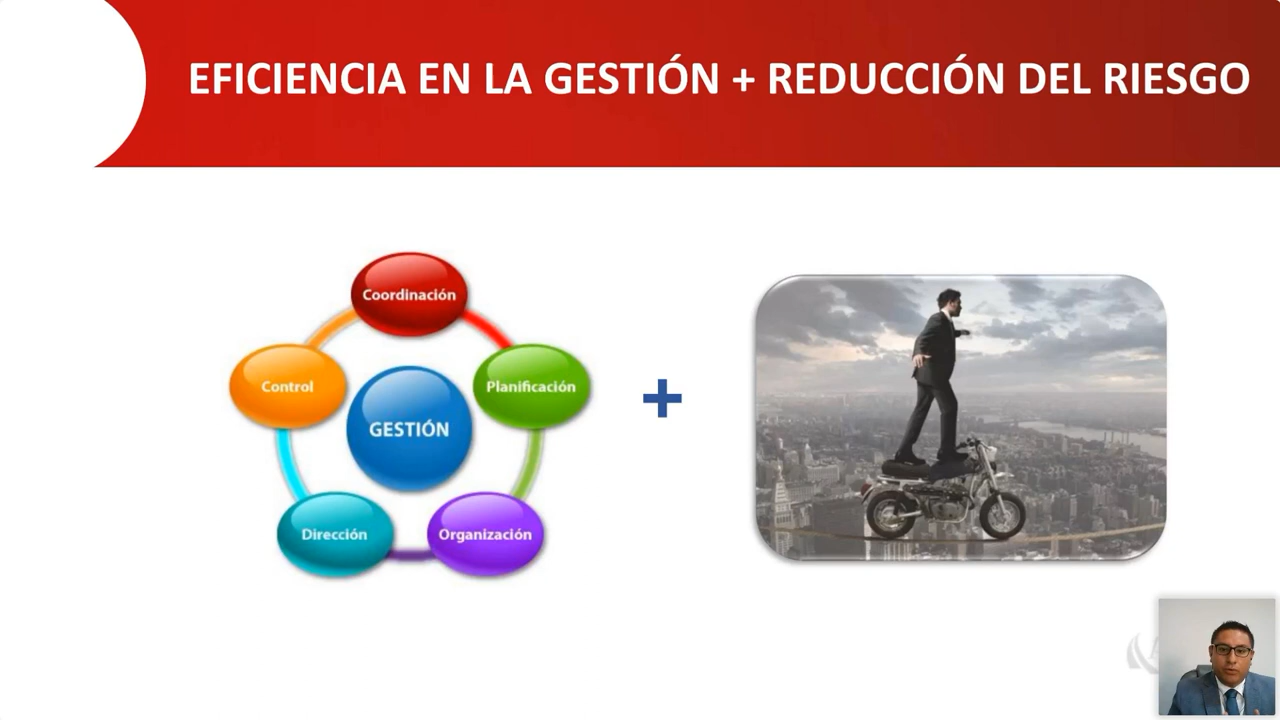 EFICIENCIA EN LA GESTIÓN + REDUCCIÓN DEL RIESGO
Coordinación
Control
Planificación
GESTIÓN
+
Dirección
Organización